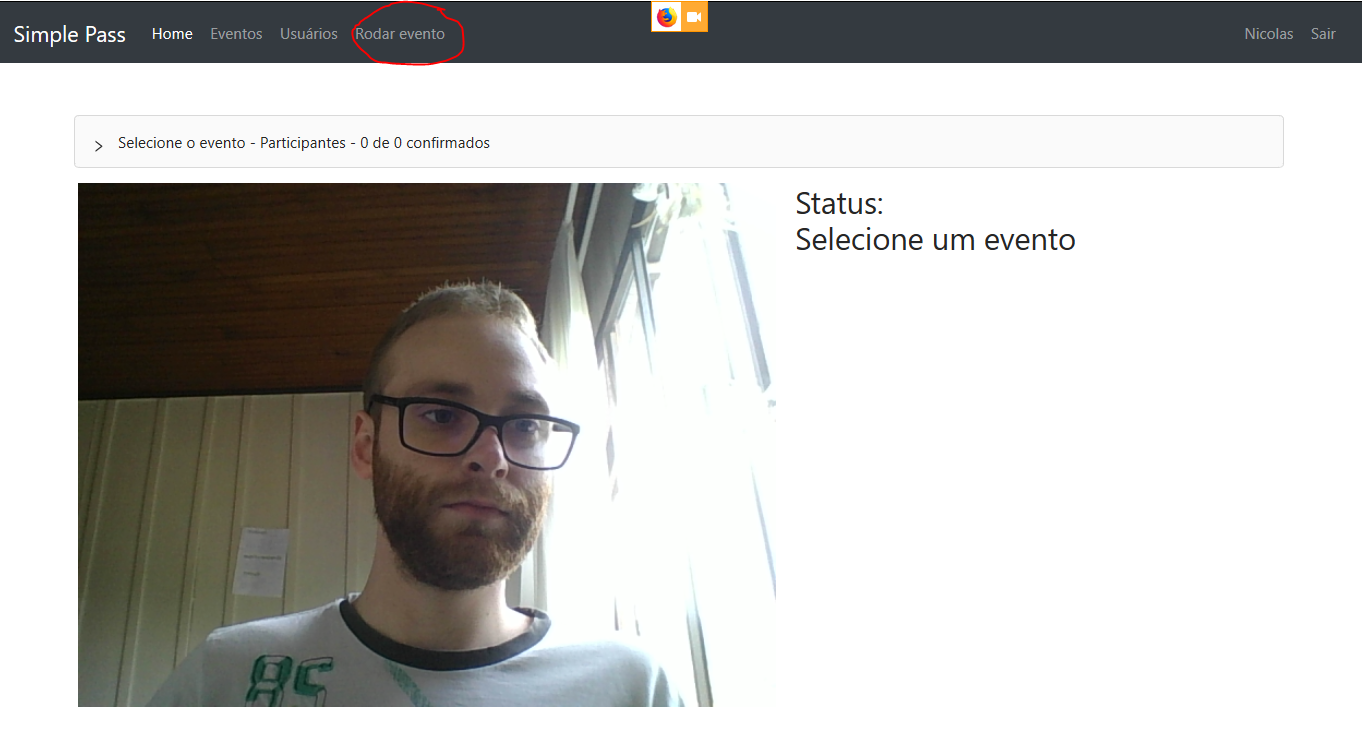 Simple Pass Home Eventos Usuários Rodar evento Nicolas Sair
Selecione o evento - Participantes - 0 de 0 confirmados
Status:
Selecione um evento
85